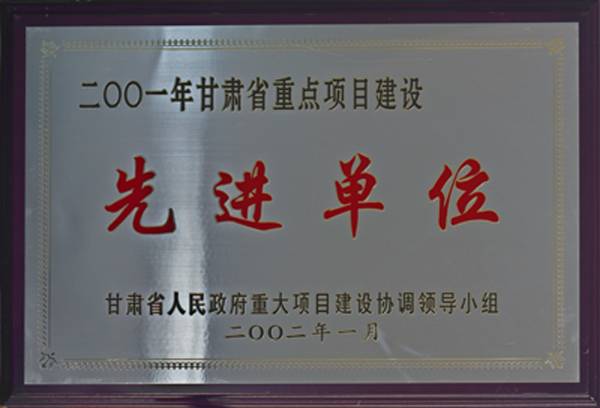 二〇〇一年甘肃省重点项目建设
先进单位
甘肃省人民政府重大项目建设协调领导小组
二〇〇二年一月